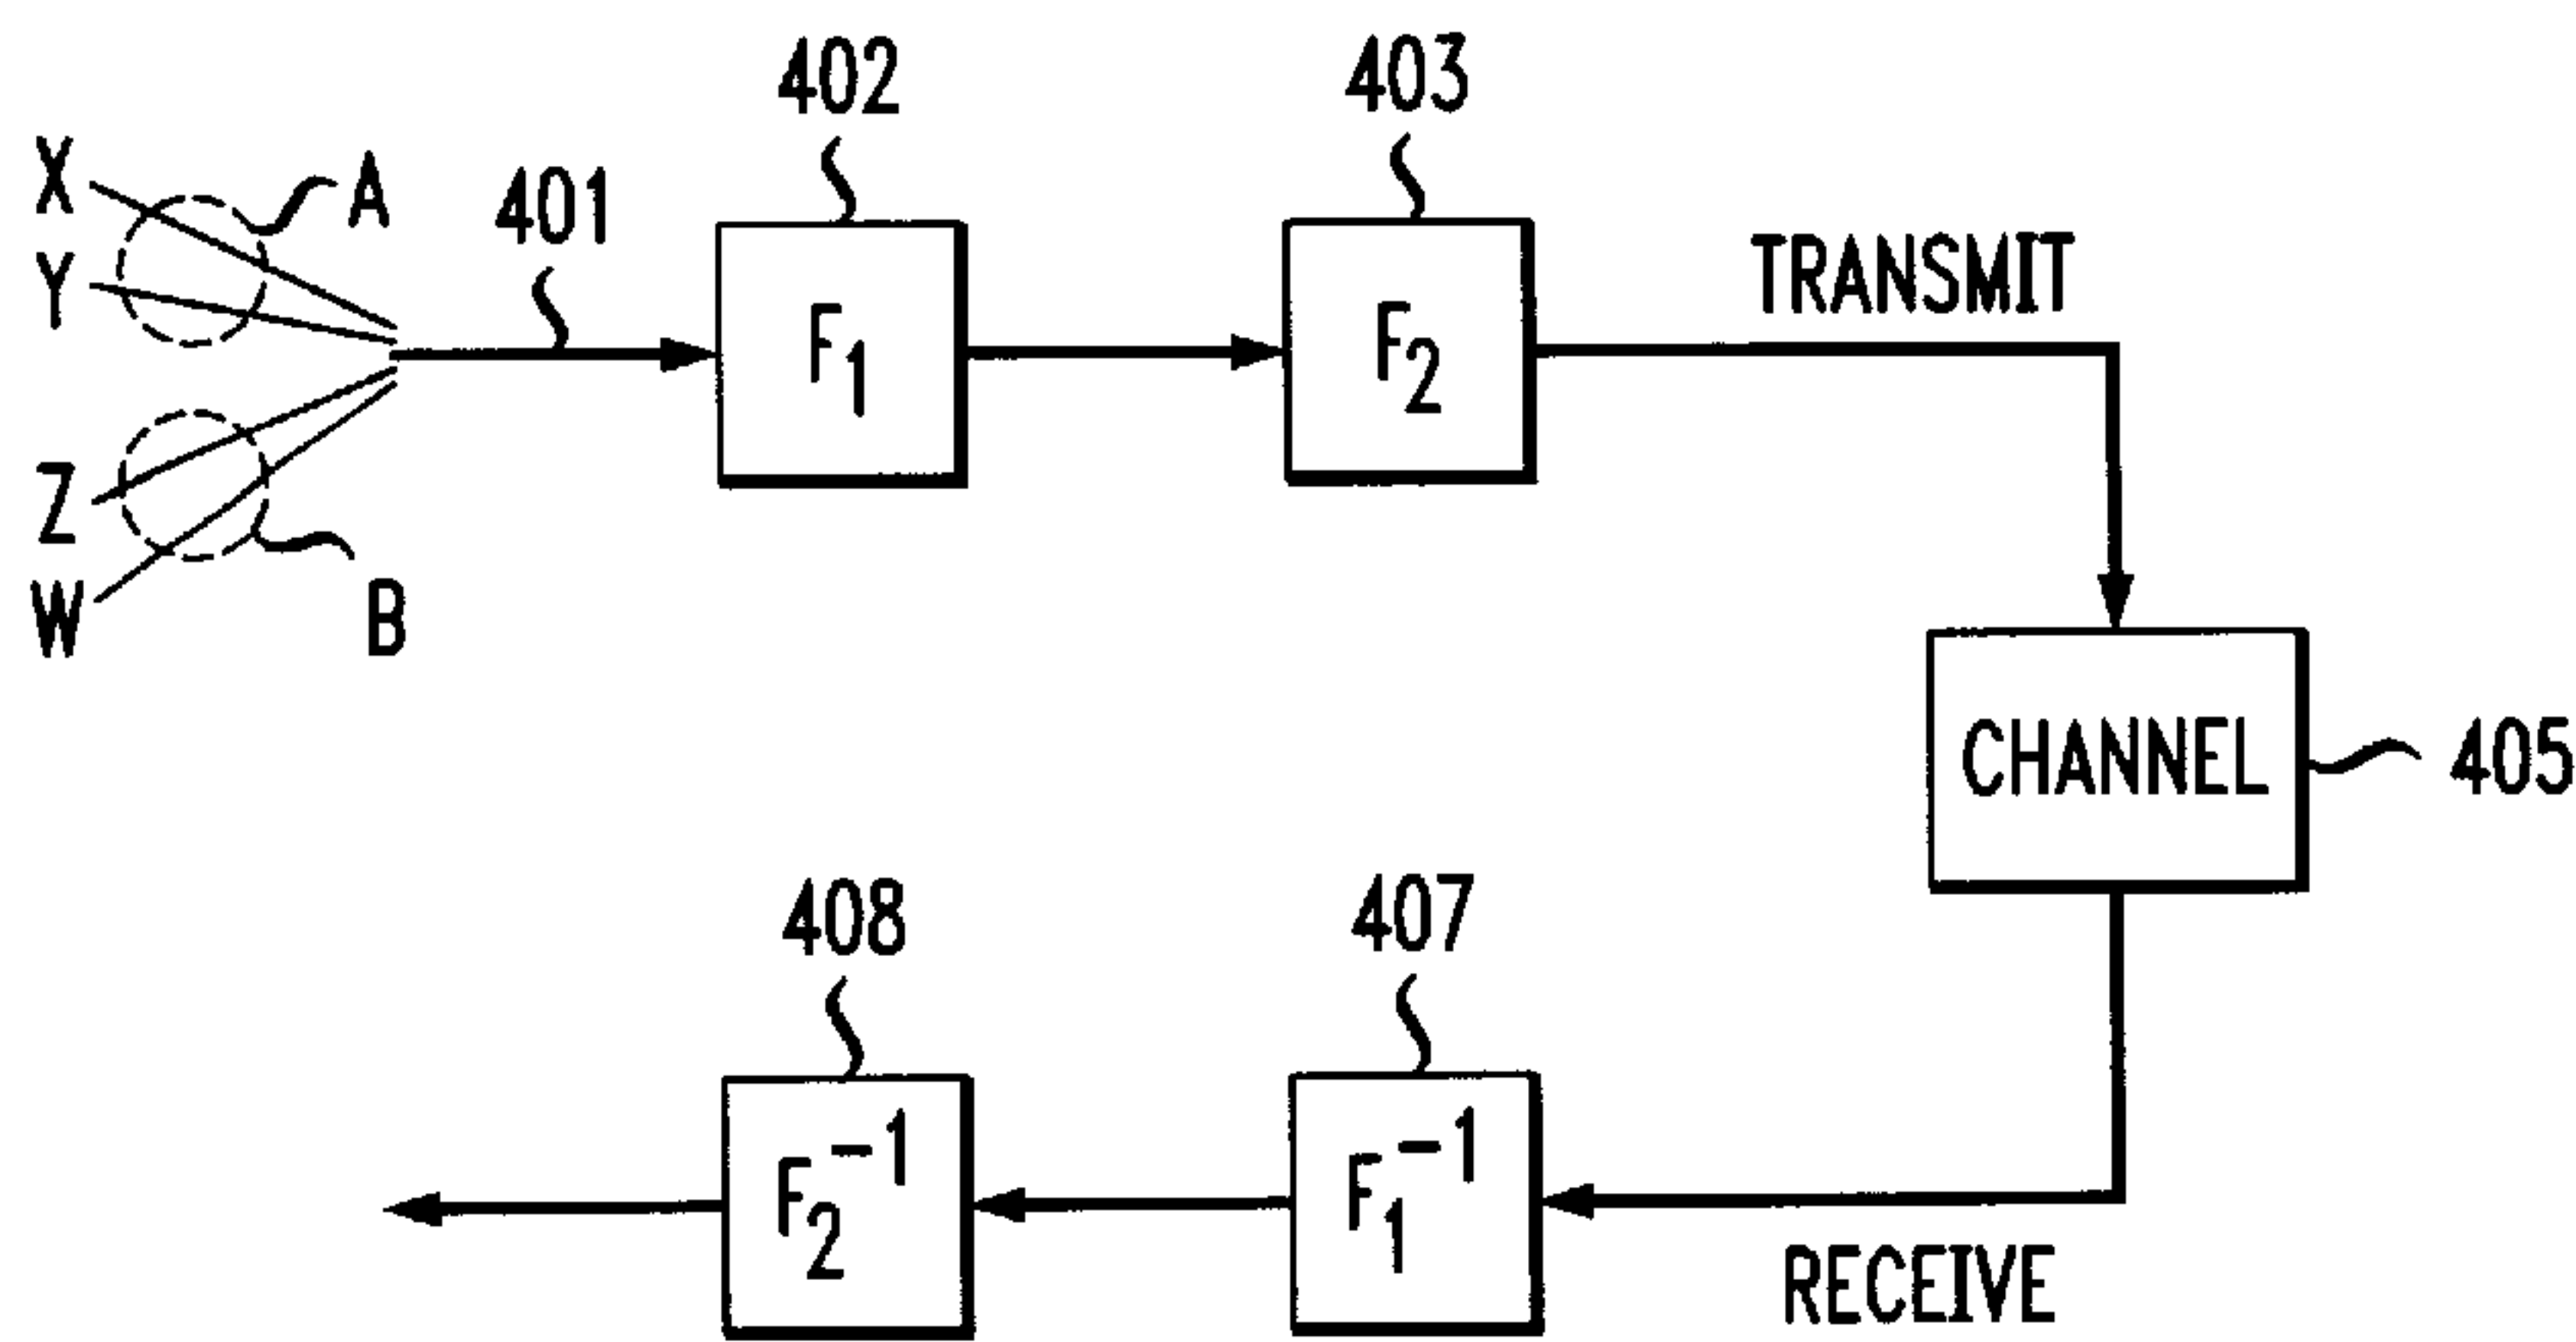 402
403
X
A
401
Y
F1
F2
TRANSMIT
Z
W
B
CHANNEL
405
408
407
F2^-1
F1^-1
RECEIVE